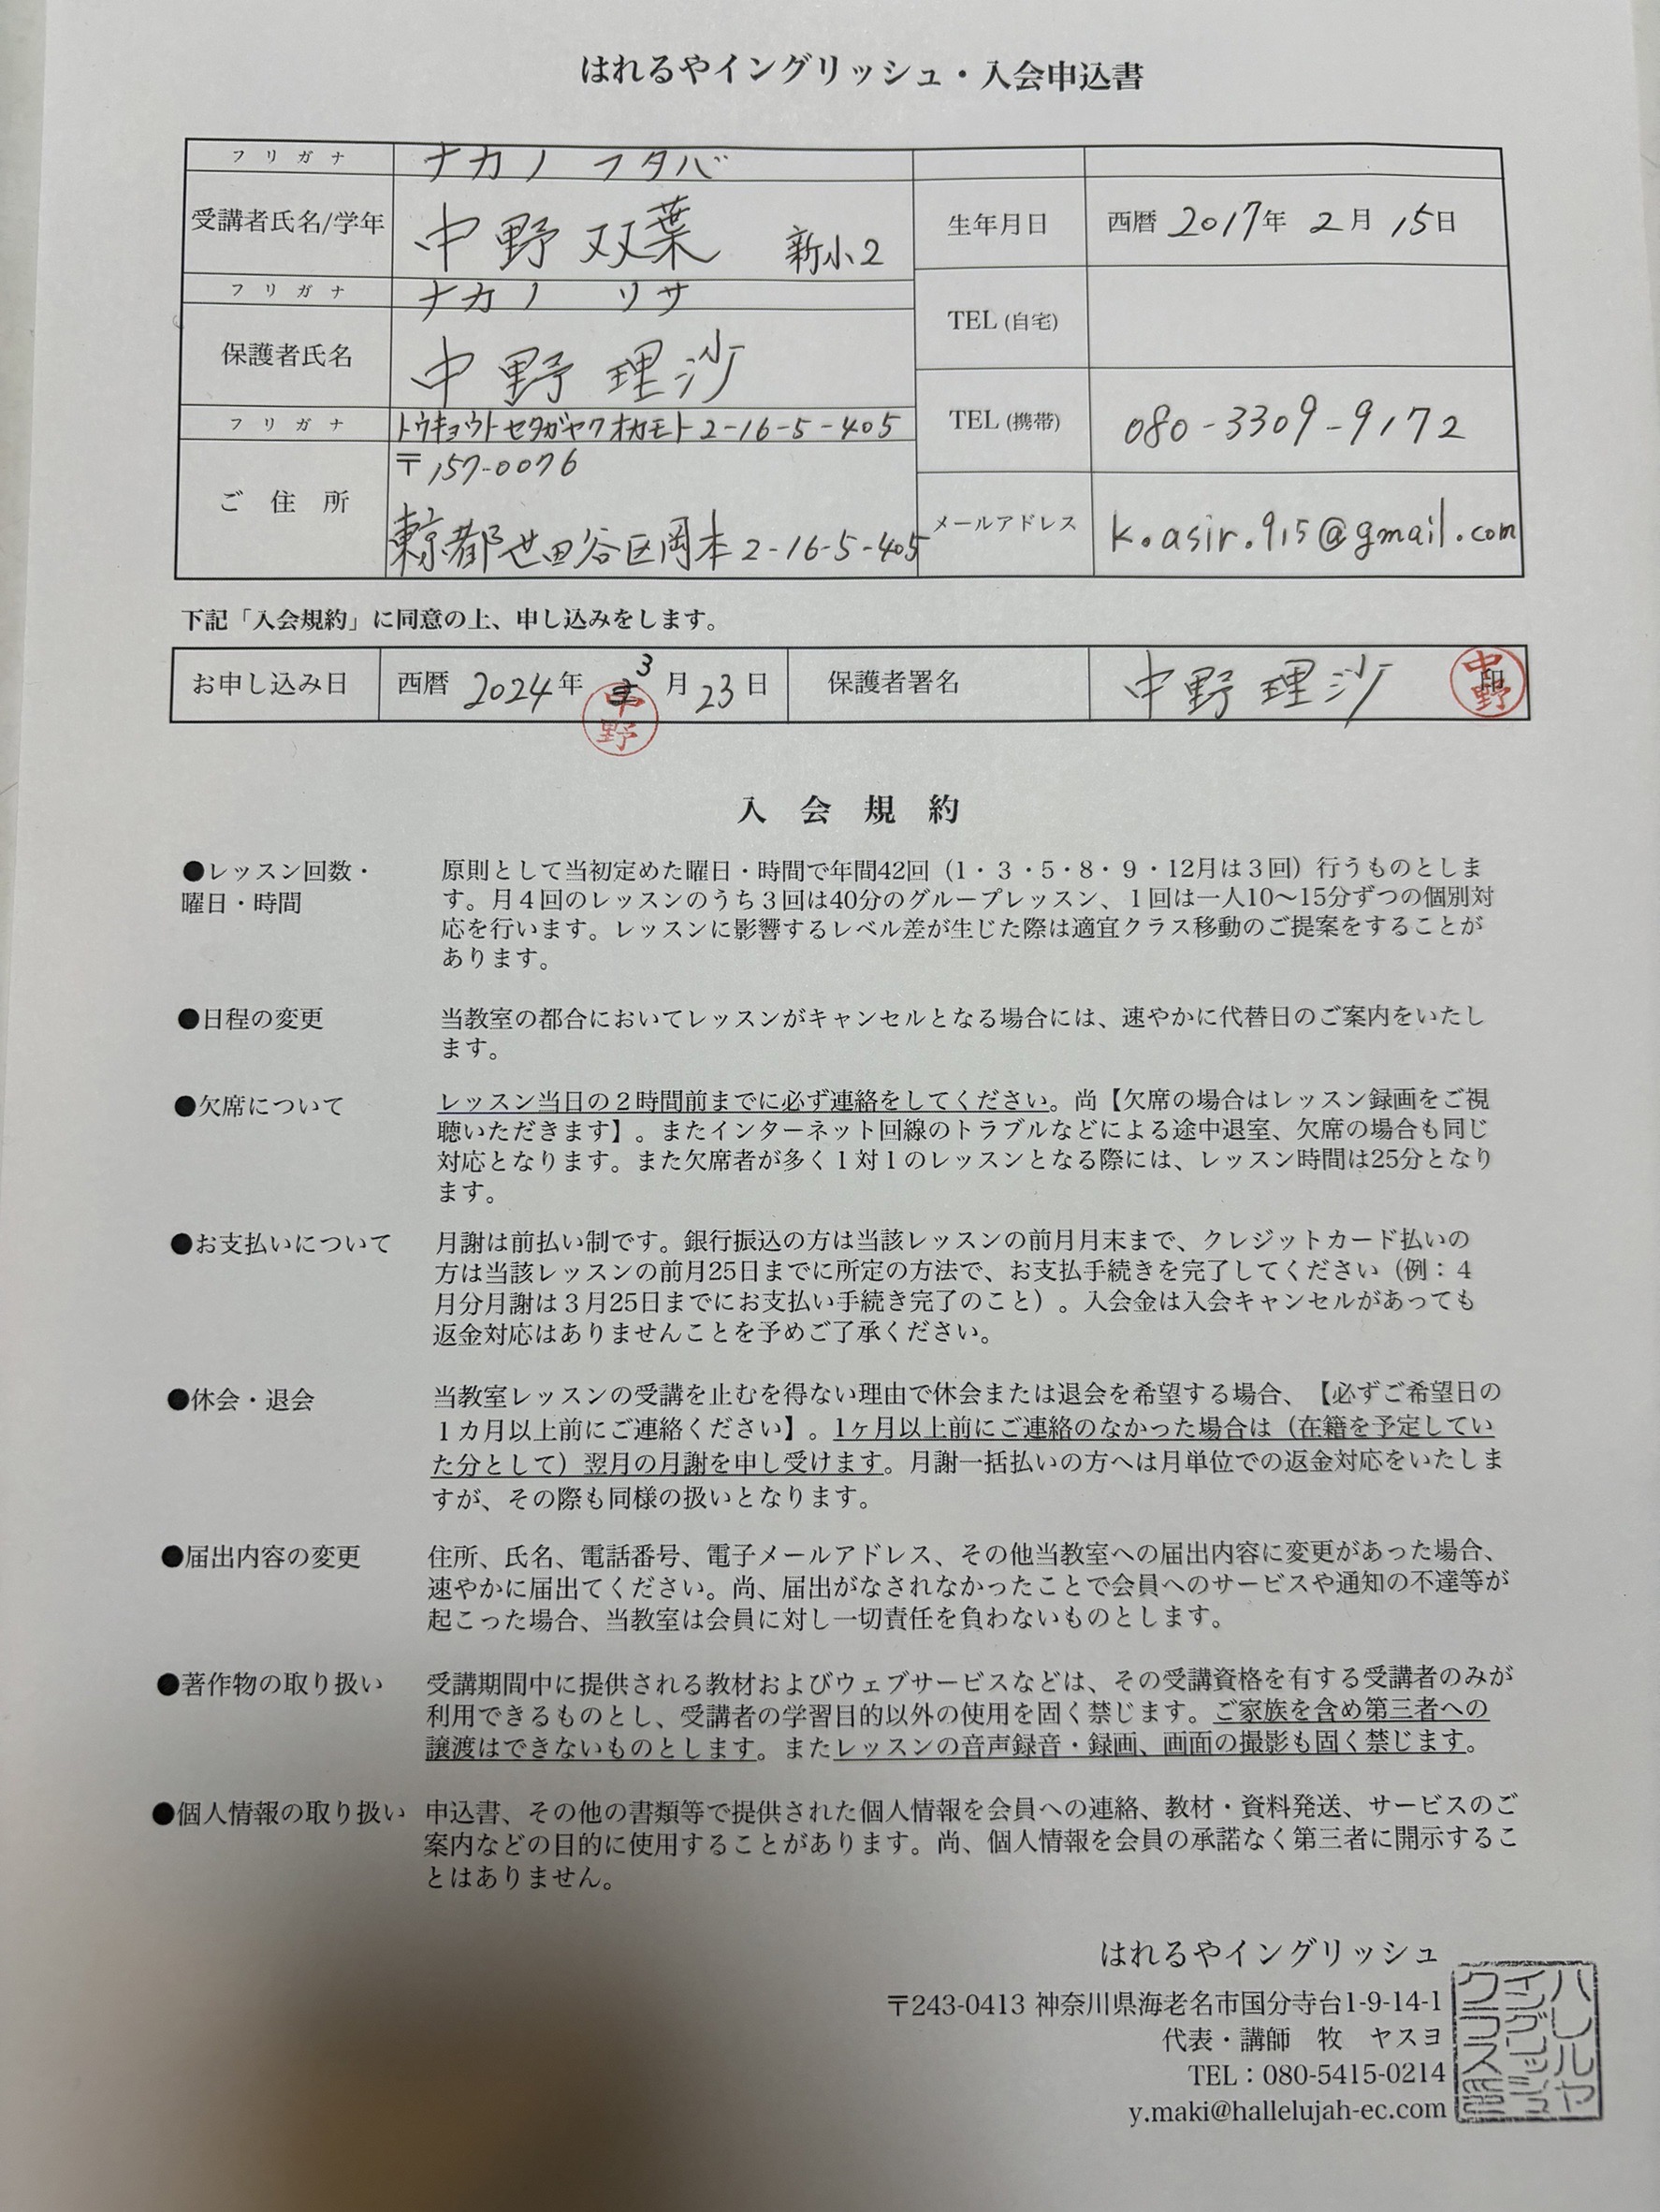 はれるやイングリッシュ・入会申込書
フリガナ ナカノ フタバ
受講者氏名/学年 中野 双葉 新小2 生年月日 西暦 2017年 2月 15日
フリガナ ナカノ リサ
保護者氏名 中野 理沙 TEL (自宅)
フリガナ トウキョウトセタガヤクオカモト2-16-5-405 TEL (携帯) 080-3309-9172
〒157-0076
ご住所 東京都世田谷区岡本2-16-5-405 メールアドレス k.asir.915@gmail.com
下記「入会規約」に同意の上、申し込みをします。
お申し込み日 西暦 2024年 3月 23日 保護者署名 中野 理沙 印
中野
中野
入会規約
●レッスン回数・
曜日・時間
原則として当初定めた曜日・時間で年間42回（1・3・5・8・9・12月は３回）行うものとしま
す。月４回のレッスンのうち３回は40分のグループレッスン、１回は一人10〜15分ずつの個別対
応を行います。レッスンに影響するレベル差が生じた際は適宜クラス移動のご提案をすることが
あります。
●日程の変更 当教室の都合においてレッスンがキャンセルとなる場合には、速やかに代替日のご案内をいたし
ます。
●欠席について レッスン当日の２時間前までに必ず連絡をしてください。尚【欠席の場合はレッスン録画をご視
聴いただきます】。またインターネット回線のトラブルなどによる途中退室、欠席の場合も同じ
対応となります。また欠席者が多く１対１のレッスンとなる際には、レッスン時間は25分となり
ます。
●お支払いについて 月謝は前払い制です。銀行振込の方は当該レッスンの前月月末まで、クレジットカード払いの
方は当該レッスンの前月25日までに所定の方法で、お支払手続きを完了してください（例：４
月分月謝は３月25日までにお支払い手続き完了のこと）。入会金は入会キャンセルがあっても
返金対応はありませんことを予めご了承ください。
●休会・退会 当教室レッスンの受講を止むを得ない理由で休会または退会を希望する場合、【必ずご希望日の
１カ月以上前にご連絡ください】。1ヶ月以上前にご連絡のなかった場合は（在籍を予定してい
た分として）翌月の月謝を申し受けます。月謝一括払いの方へは月単位での返金対応をいたしま
すが、その際も同様の扱いとなります。
●届出内容の変更 住所、氏名、電話番号、電子メールアドレス、その他当教室への届出内容に変更があった場合、
速やかに届出てください。尚、届出がなされなかったことで会員へのサービスや通知の不達等が
起こった場合、当教室は会員に対し一切責任を負わないものとします。
●著作物の取り扱い 受講期間中に提供される教材およびウェブサービスなどは、その受講資格を有する受講者のみが
利用できるものとし、受講者の学習目的以外の使用を固く禁じます。ご家族を含め第三者への
譲渡はできないものとします。またレッスンの音声録音・録画、画面の撮影も固く禁じます。
●個人情報の取り扱い 申込書、その他の書類等で提供された個人情報を会員への連絡、教材・資料発送、サービスのご
案内などの目的に使用することがあります。尚、個人情報を会員の承諾なく第三者に開示するこ
とはありません。
はれるやイングリッシュ
〒243-0413 神奈川県海老名市国分寺台1-9-14-1
代表・講師 牧 ヤスヨ
TEL：080-5415-0214
y.maki@hallelujah-ec.com
ハレルヤ
イングリッシュ
クラス印